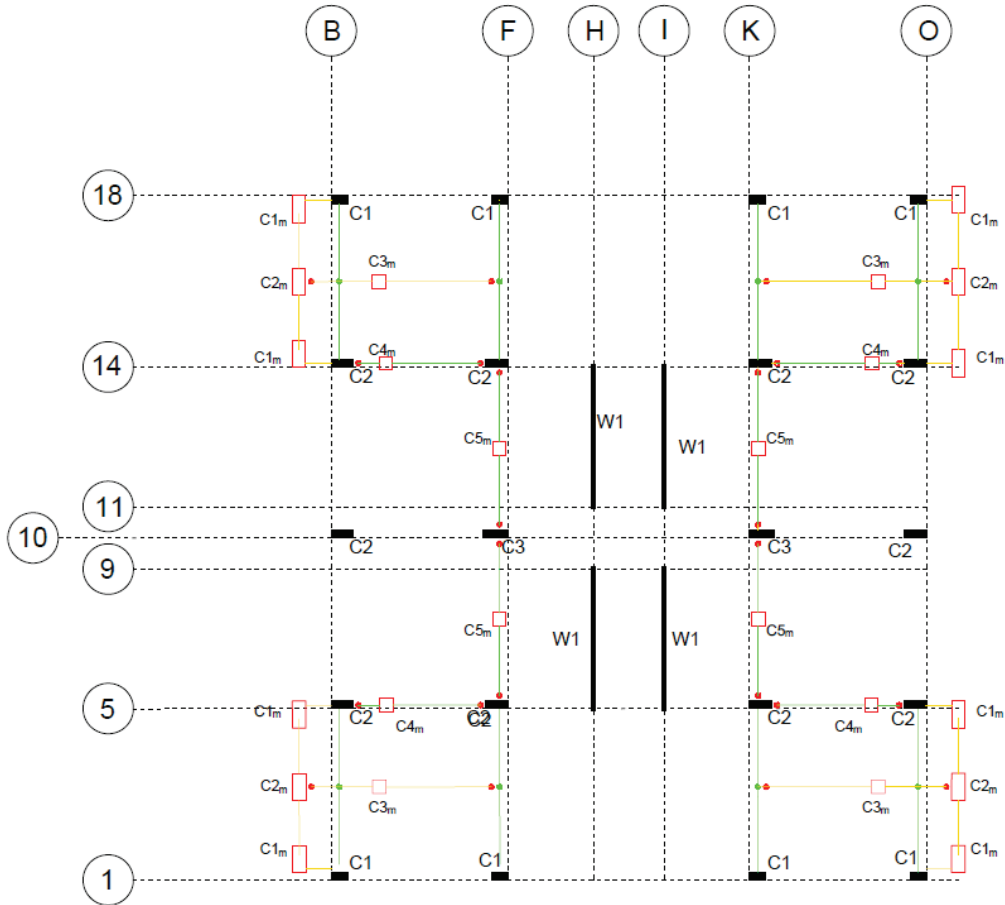 B F H I K O
18
C1 C1 C1 C1
C1m C1m
C3m C3m
C2m C2m
C1m C4m C4m C1m
14
C2 C2 C2 C2
W1
C5m W1 C5m
11
10
C2 C3 C3 C2
9
C5m W1 W1 C5m
5
C1m C2 C2 C2 C2 C1m
C2
C4m C4m
C2m C2m
C3m C3m
C1m C1 C1 C1 C1 C1m
1